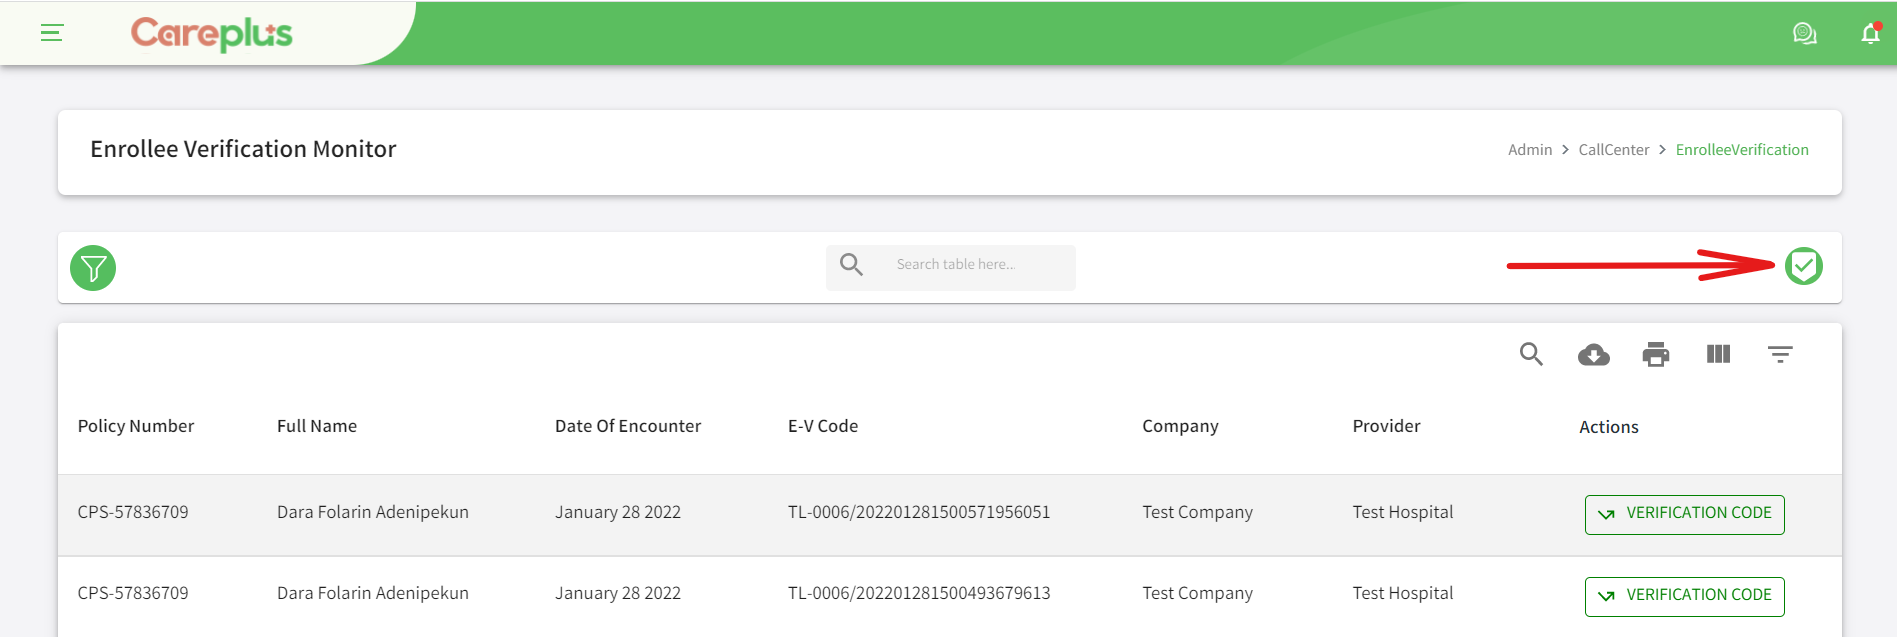 Careplus
Enrollee Verification Monitor
Admin > CallCenter > EnrolleeVerification
Search table here...
Policy Number Full Name Date Of Encounter E-V Code Company Provider Actions
CPS-57836709 Dara Folarin Adenipekun January 28 2022 TL-0006/202201281500571956051 Test Company Test Hospital VERIFICATION CODE
CPS-57836709 Dara Folarin Adenipekun January 28 2022 TL-0006/202201281500493679613 Test Company Test Hospital VERIFICATION CODE